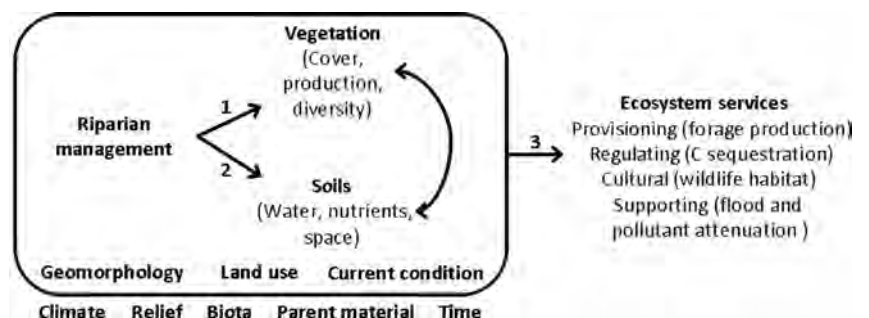 Vegetation
(Cover,
production,
diversity)
1
Riparian
management
2
Soils
(Water, nutrients,
space)
3
Ecosystem services
Provisioning (forage production)
Regulating (C sequestration)
Cultural (wildlife habitat)
Supporting (flood and
pollutant attenuation )
Geomorphology Land use Current condition
Climate Relief Biota Parent material Time